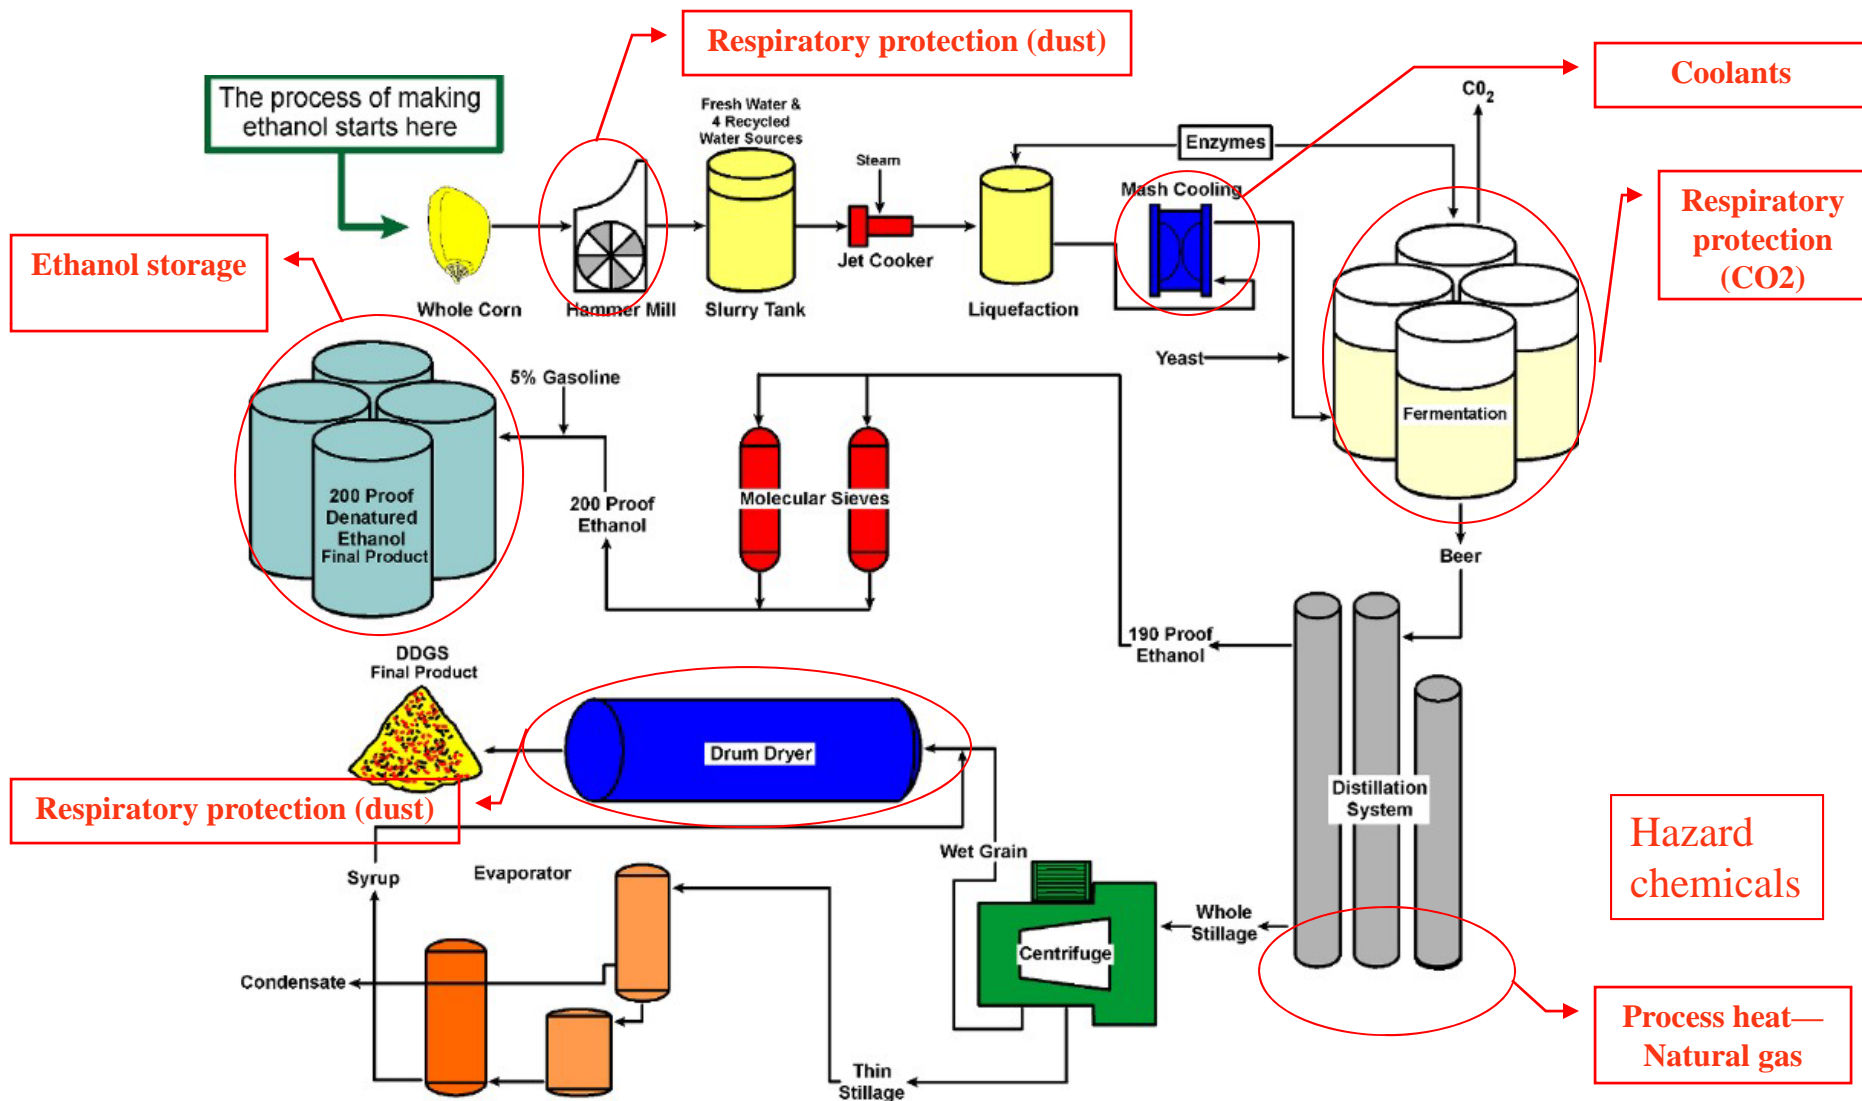 Respiratory protection (dust)
Coolants
The process of making
ethanol starts here
Fresh Water &
4 Recycled
Water Sources
Steam
Enzymes
C0₂
Mash Cooling
Respiratory
protection
(CO2)
Ethanol storage
Whole Corn
Hammer Mill
Slurry Tank
Jet Cooker
Liquefaction
Yeast
Fermentation
5% Gasoline
200 Proof
Denatured
Ethanol
Final Product
200 Proof
Ethanol
Molecular Sieves
Beer
190 Proof
Ethanol
DDGS
Final Product
Drum Dryer
Distillation
System
Respiratory protection (dust)
Hazard
chemicals
Syrup
Evaporator
Wet Grain
Whole
Stillage
Centrifuge
Condensate
Thin
Stillage
Process heat—
Natural gas